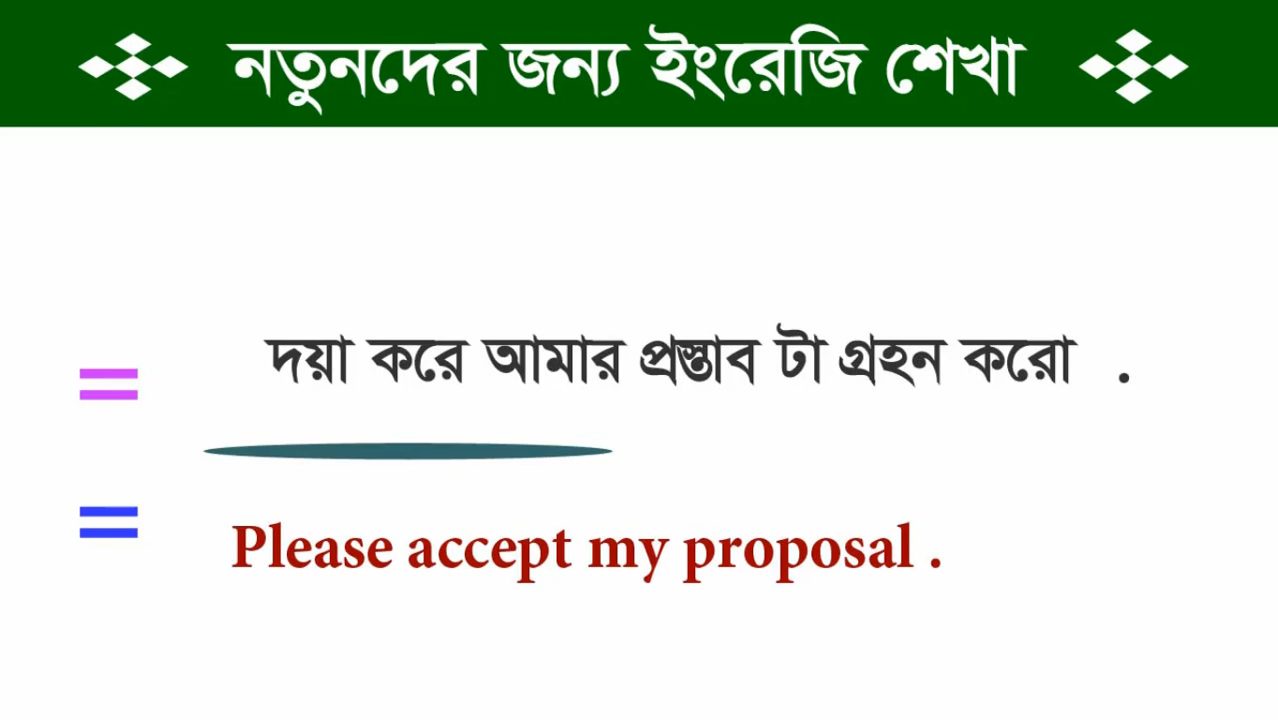 নতুনদের জন্য ইংরেজি শেখা
দয়া করে আমার প্রস্তাব টা গ্রহন করো .
Please accept my proposal .